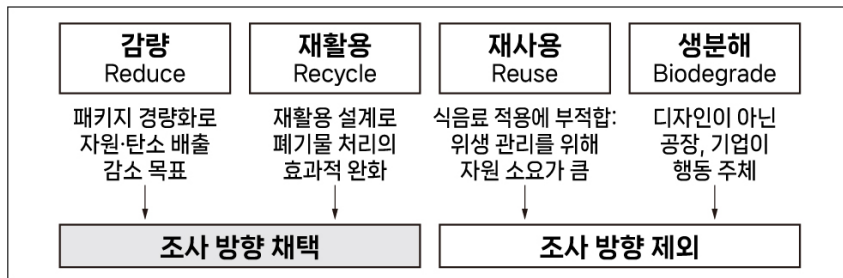 감량
Reduce
재활용
Recycle
재사용
Reuse
생분해
Biodegrade
패키지 경량화로
자원·탄소 배출
감소 목표
재활용 설계로
폐기물 처리의
효과적 완화
식음료 적용에 부적합:
위생 관리를 위해
자원 소요가 큼
디자인이 아닌
공장, 기업이
행동 주체
조사 방향 채택
조사 방향 제외